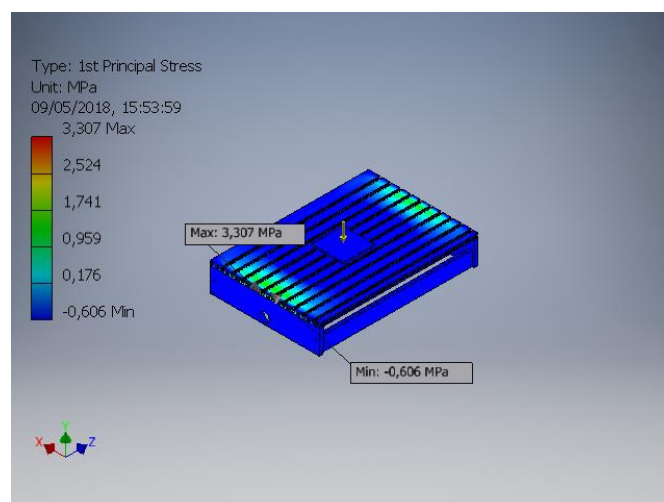 Type: 1st Principal Stress
Unit: MPa
09/05/2018, 15:53:59
3,307 Max
2,524
1,741
0,959
0,176
-0,606 Min
Max: 3,307 MPa
Min: -0,606 MPa
Y
X
Z